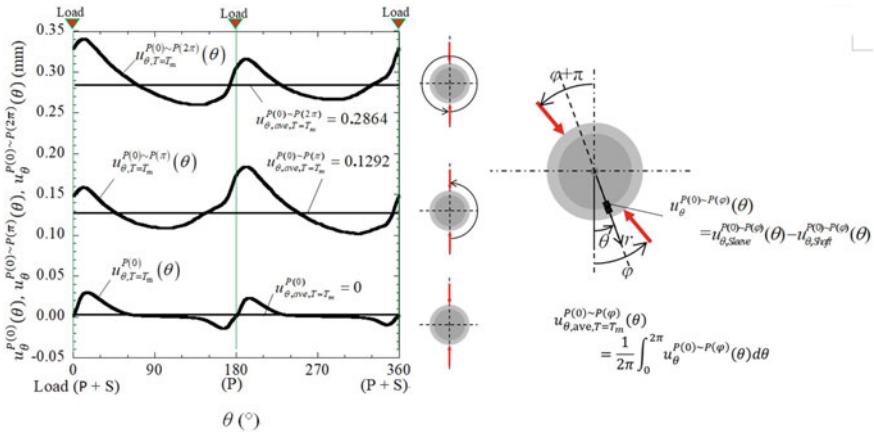 Load Load Load
0.35
0.30
0.25
0.20
0.15
0.10
0.05
0.00
-0.05
u_θ^{P(0)}(θ), u_θ^{P(0)~P(π)}(θ), u_θ^{P(0)~P(2π)}(θ) (mm)
u_{θ,T=T_m}^{P(0)~P(2π)}(θ)
u_{θ,ave,T=T_m}^{P(0)~P(2π)} = 0.2864
u_{θ,T=T_m}^{P(0)~P(π)}(θ)
u_{θ,ave,T=T_m}^{P(0)~P(π)} = 0.1292
u_{θ,T=T_m}^{P(0)}(θ)
u_{θ,ave,T=T_m}^{P(0)} = 0
0 90 180 270 360
Load (P + S) (P) (P + S)
θ (°)
φ+π
u_θ^{P(0)~P(φ)}(θ)
=u_{θ,Sleeve}^{P(0)~P(φ)}(θ)−u_{θ,Shaft}^{P(0)~P(φ)}(θ)
θ r
φ
u_{θ,ave,T=T_m}^{P(0)~P(φ)}(θ)
= \frac{1}{2π}∫_0^{2π} u_θ^{P(0)~P(φ)}(θ)dθ